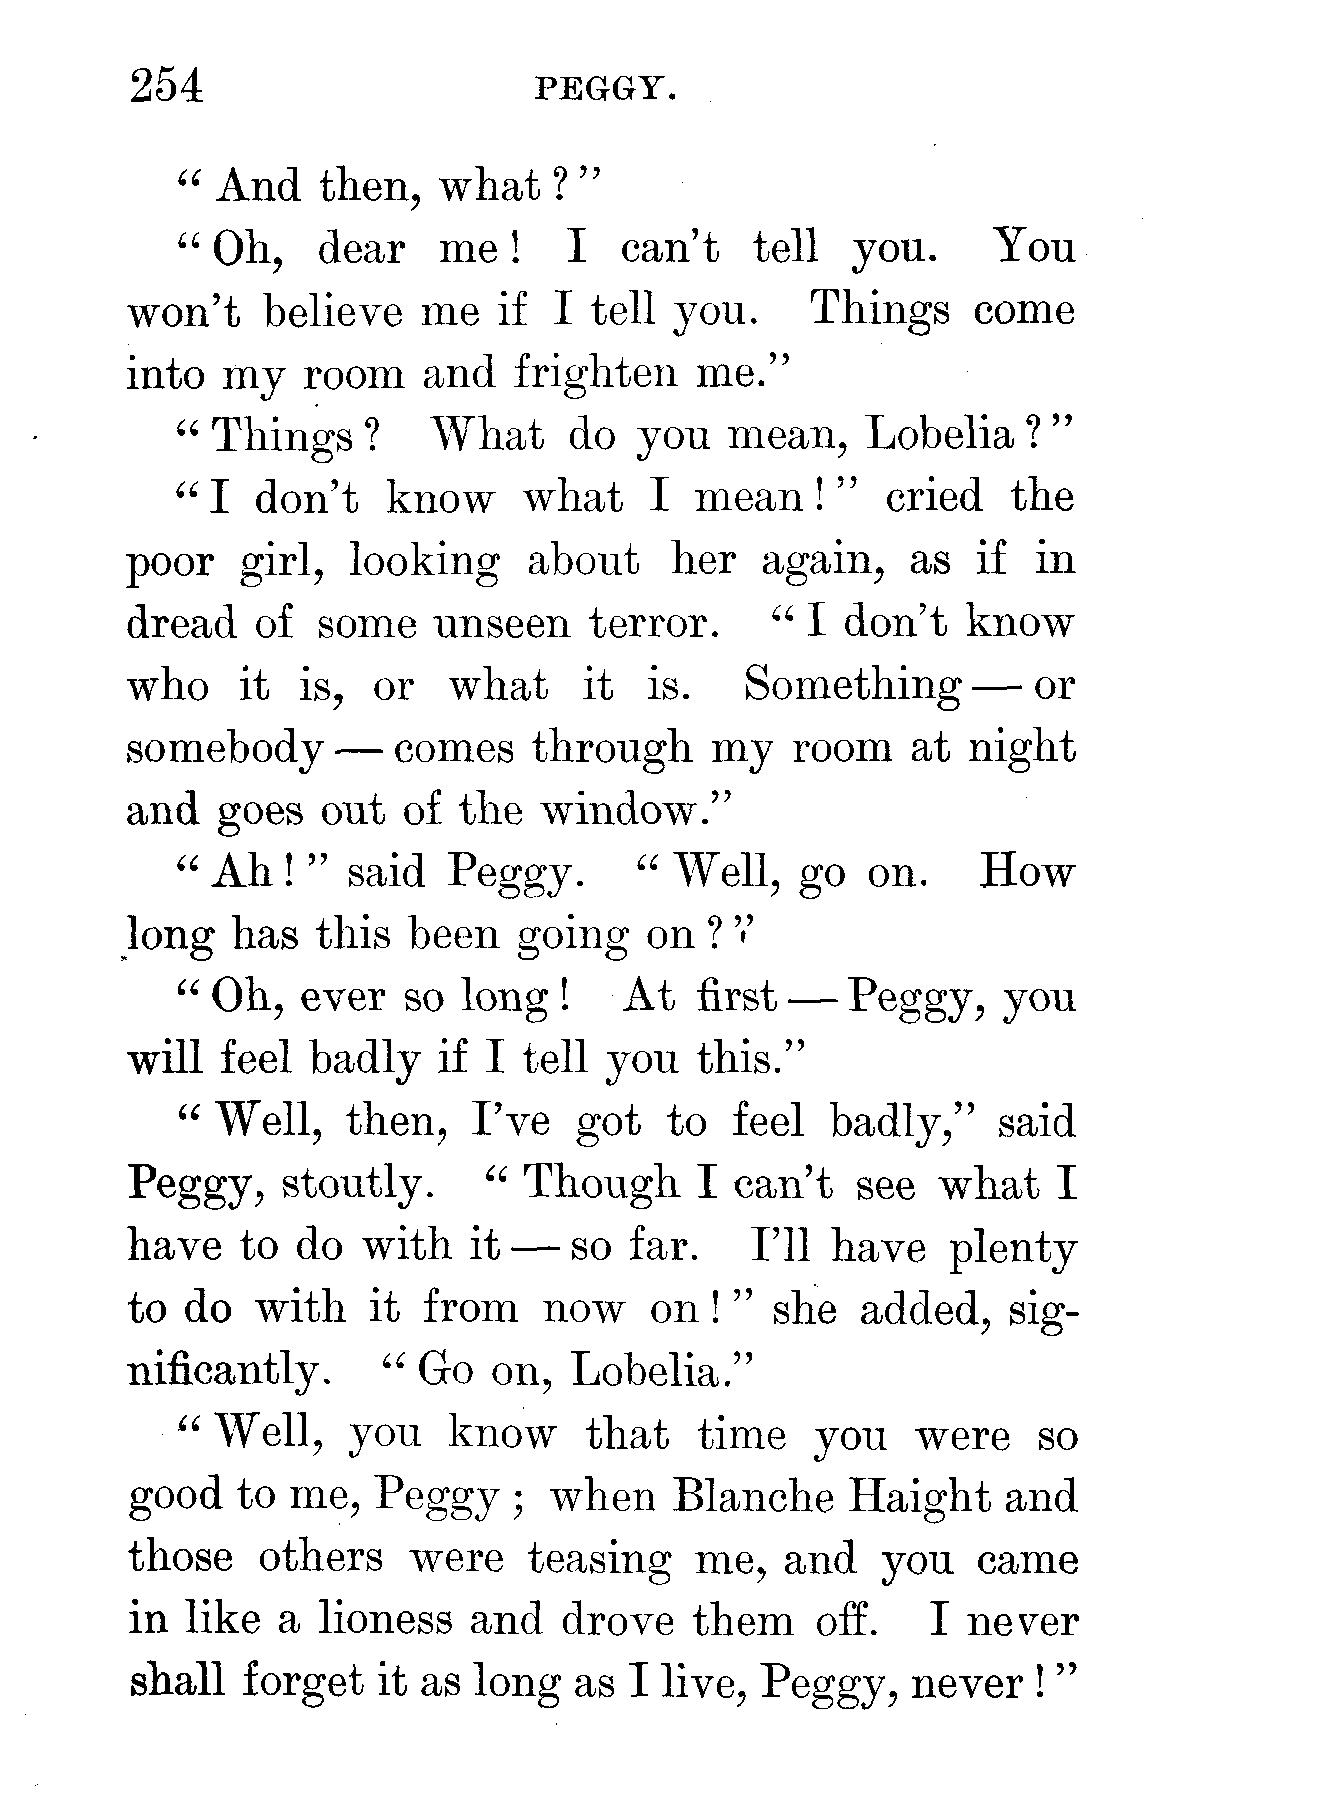 254 PEGGY.
“ And then, what ? ”
“ Oh, dear me ! I can't tell you. You
won't believe me if I tell you. Things come
into my room and frighten me.”
“ Things ? What do you mean, Lobelia ? ”
“ I don't know what I mean ! ” cried the
poor girl, looking about her again, as if in
dread of some unseen terror. “ I don't know
who it is, or what it is. Something — or
somebody — comes through my room at night
and goes out of the window.”
“ Ah ! ” said Peggy. “ Well, go on. How
long has this been going on ? ”
“ Oh, ever so long ! At first — Peggy, you
will feel badly if I tell you this.”
“ Well, then, I've got to feel badly,” said
Peggy, stoutly. “ Though I can't see what I
have to do with it — so far. I'll have plenty
to do with it from now on ! ” she added, sig-
nificantly. “ Go on, Lobelia.”
“ Well, you know that time you were so
good to me, Peggy ; when Blanche Haight and
those others were teasing me, and you came
in like a lioness and drove them off. I never
shall forget it as long as I live, Peggy, never ! ”